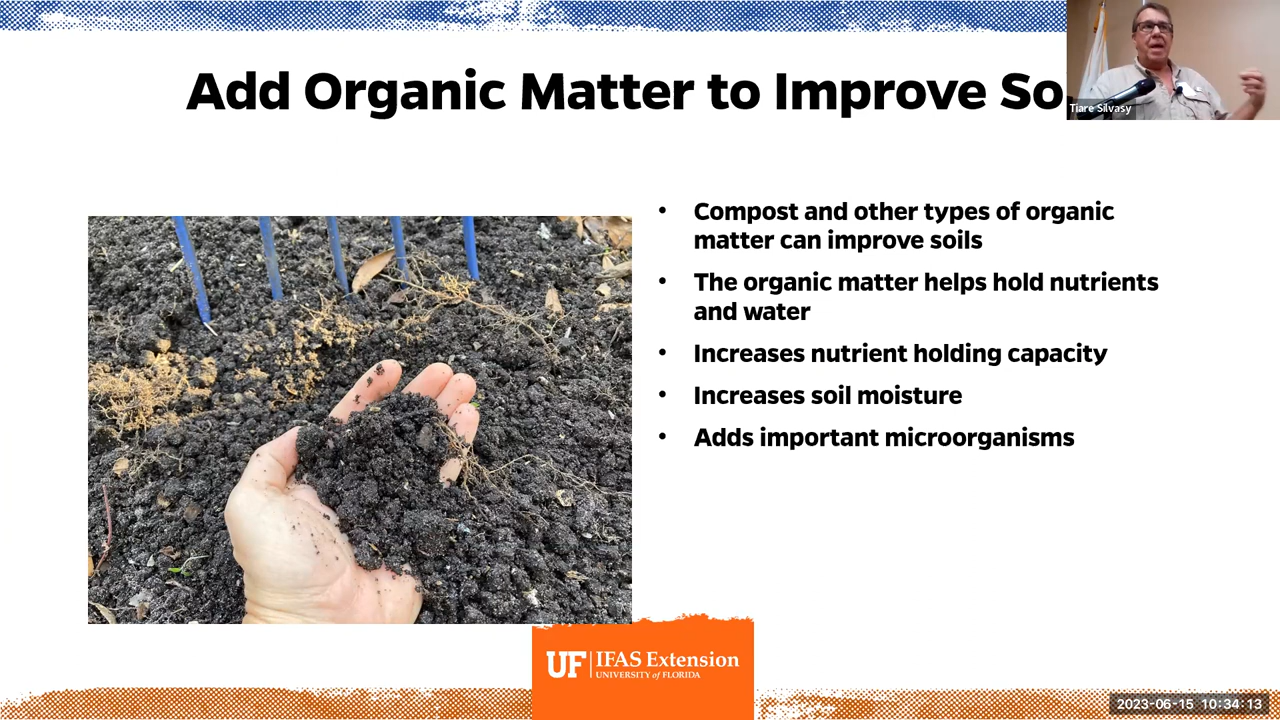 Add Organic Matter to Improve So
Tiare Silvasy
• Compost and other types of organic
matter can improve soils
• The organic matter helps hold nutrients
and water
• Increases nutrient holding capacity
• Increases soil moisture
• Adds important microorganisms
UF IFAS Extension
UNIVERSITY of FLORIDA
2023-06-15 10:34:13